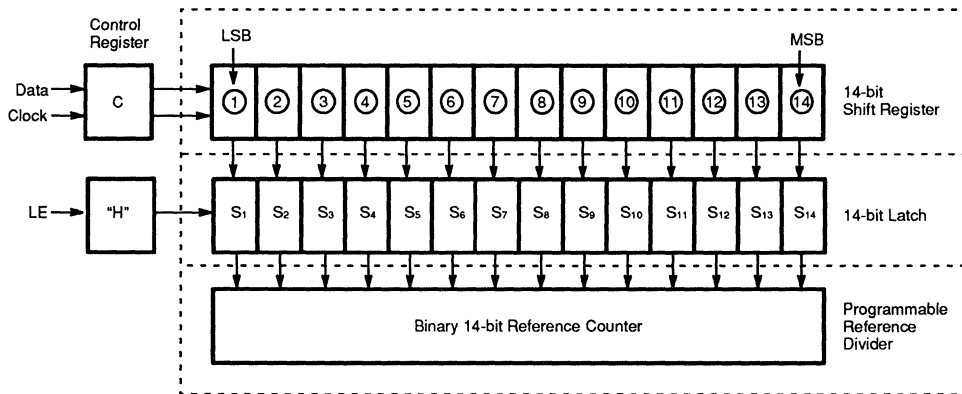 Control
Register
LSB
MSB
Data
Clock
C
1 2 3 4 5 6 7 8 9 10 11 12 13 14
14-bit
Shift Register
LE
"H"
S1 S2 S3 S4 S5 S6 S7 S8 S9 S10 S11 S12 S13 S14
14-bit Latch
Binary 14-bit Reference Counter
Programmable
Reference
Divider